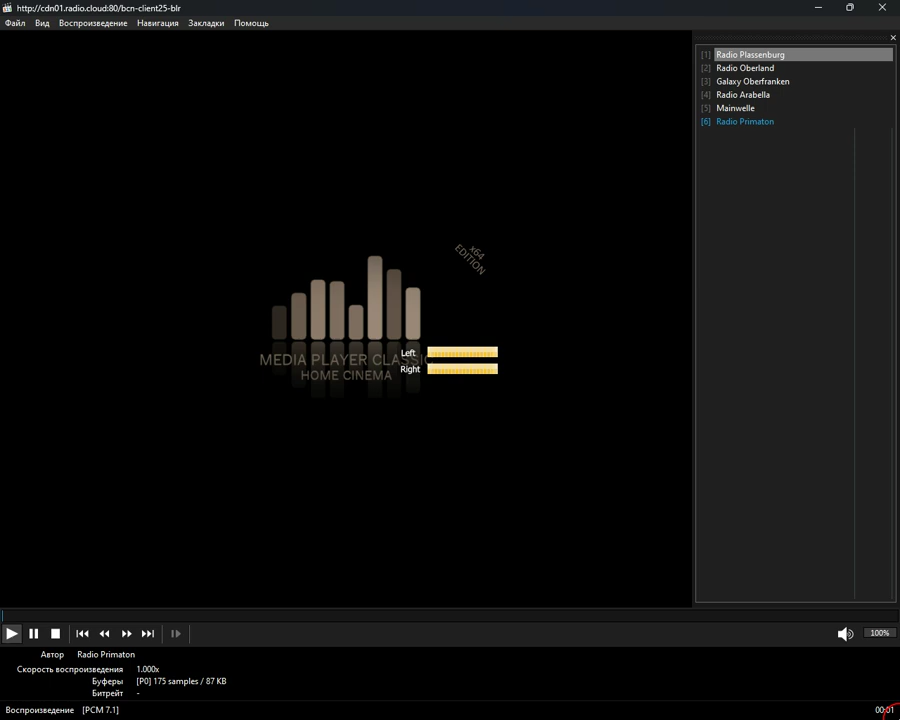 http://cdn01.radio.cloud:80/bcn-client25-blr
Файл Вид Воспроизведение Навигация Закладки Помощь
[1] Radio Plassenburg
[2] Radio Oberland
[3] Galaxy Oberfranken
[4] Radio Arabella
[5] Mainwelle
[6] Radio Primaton
x64
EDITION
MEDIA PLAYER CLASSIC
HOME CINEMA
Left
Right
100%
Автор Radio Primaton
Скорость воспроизведения 1.000x
Буферы [P0] 175 samples / 87 KB
Битрейт -
Воспроизведение [PCM 7.1] 00:01